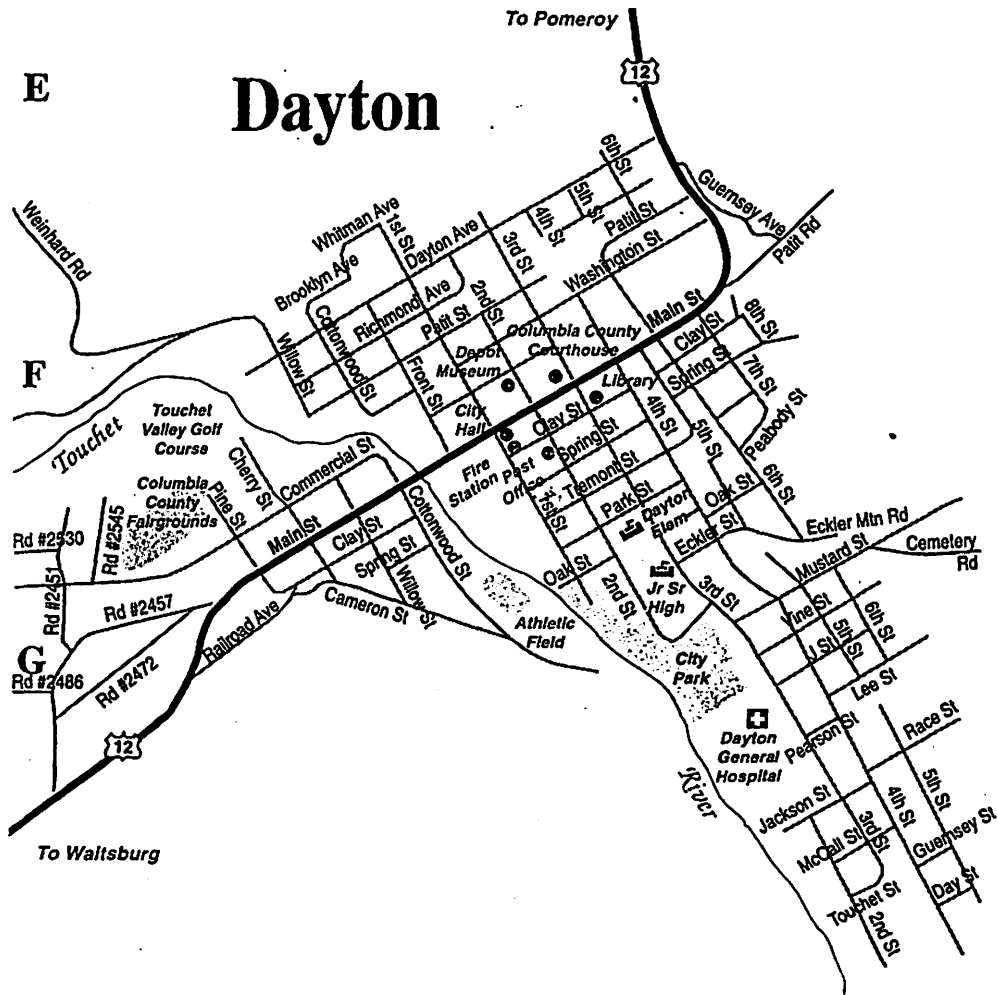 To Pomeroy
E
Dayton
12
6th St
Guernsey Ave
Weinhard Rd
Whitman Ave
1st St
Dayton Ave
5th St
4th St
Patit St
Patit Rd
3rd St
Washington St
Brooklyn Ave
Richmond Ave
2nd St
Cottonwood St
Patit St
Main St
8th St
Columbia County
Courthouse
Clay St
Willow St
Depot
Museum
F
Front St
Library
Spring St
7th St
Touchet
Touchet
Valley Golf
Course
City
Hall
Clay St
4th St
Peabody St
Spring St
5th St
Cherry St
Commercial St
Fire
Station
Post
Office
Tremont St
6th St
Columbia
County
Fairgrounds
Pine St
Cottonwood St
1st St
Park St
Oak St
Dayton
Elem
Rd #2530
Rd #2545
Main St
Clay St
Eckler St
Eckler Mtn Rd
Spring St
Cemetery
Rd
Mustard St
Rd #2451
Rd #2457
Willow St
Cameron St
Oak St
2nd St
Jr Sr
High
3rd St
Vine St
6th St
Railroad Ave
Athletic
Field
5th St
J St
G
City
Park
Rd #2486
Rd #2472
Lee St
12
Dayton
General
Hospital
Pearson St
Race St
River
5th St
Jackson St
4th St
3rd St
McCall St
Guernsey St
To Waitsburg
Day St
Touchet St
2nd St